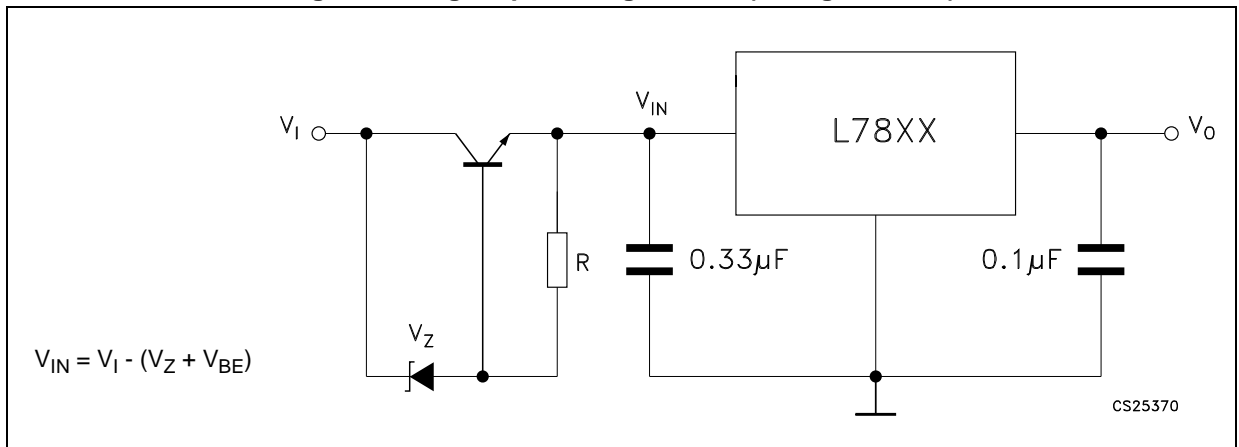 V_I
V_IN
L78XX
V_O
R
0.33µF
0.1µF
V_Z
V_IN = V_I - (V_Z + V_BE)
CS25370